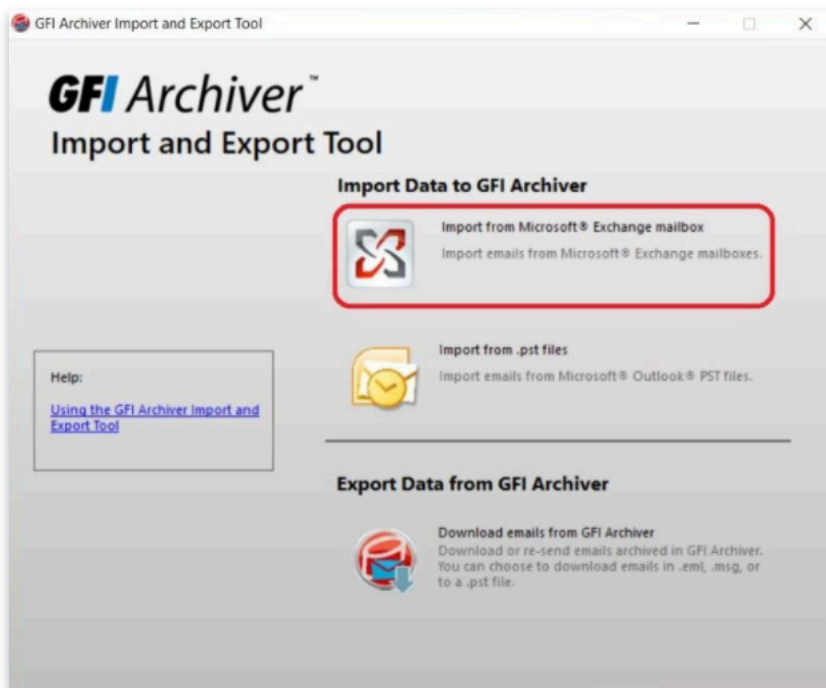 GFI Archiver Import and Export Tool
GFI Archiver™
Import and Export Tool
Import Data to GFI Archiver
Import from Microsoft® Exchange mailbox
Import emails from Microsoft® Exchange mailboxes.
Import from .pst files
Import emails from Microsoft® Outlook® PST files.
Help:
Using the GFI Archiver Import and
Export Tool
Export Data from GFI Archiver
Download emails from GFI Archiver
Download or re-send emails archived in GFI Archiver.
You can choose to download emails in .eml, .msg, or
to a .pst file.